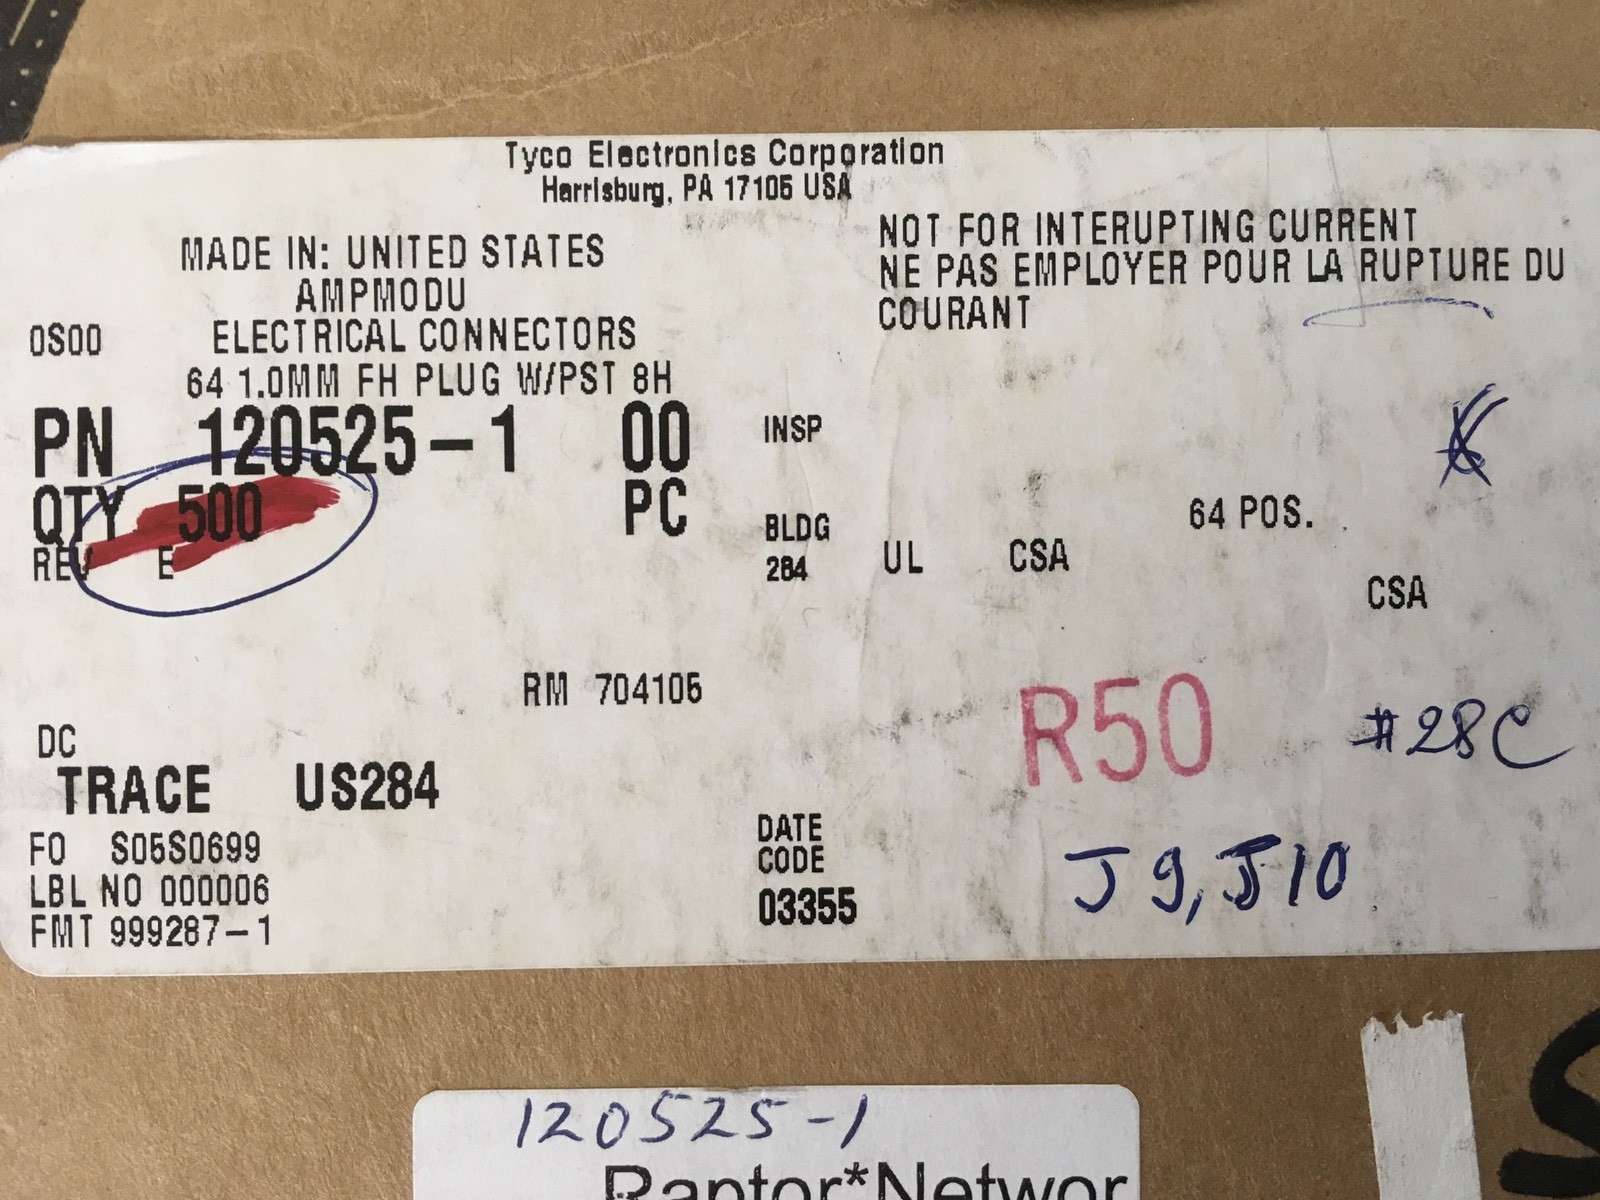 Tyco Electronics Corporation
Harrisburg, PA 17105 USA
MADE IN: UNITED STATES
AMPMODU
0S00 ELECTRICAL CONNECTORS
64 1.0MM FH PLUG W/PST 8H
PN 120525-1 00
QTY 500 PC
REV E
NOT FOR INTERUPTING CURRENT
NE PAS EMPLOYER POUR LA RUPTURE DU
COURANT
INSP
BLDG
284
UL CSA
64 POS.
CSA
RM 704105
R50
#28C
DC
TRACE US284
FO S05S0699
LBL NO 000006
FMT 999287-1
DATE
CODE
03355
J9, J10
120525-1
Raptor*Networ